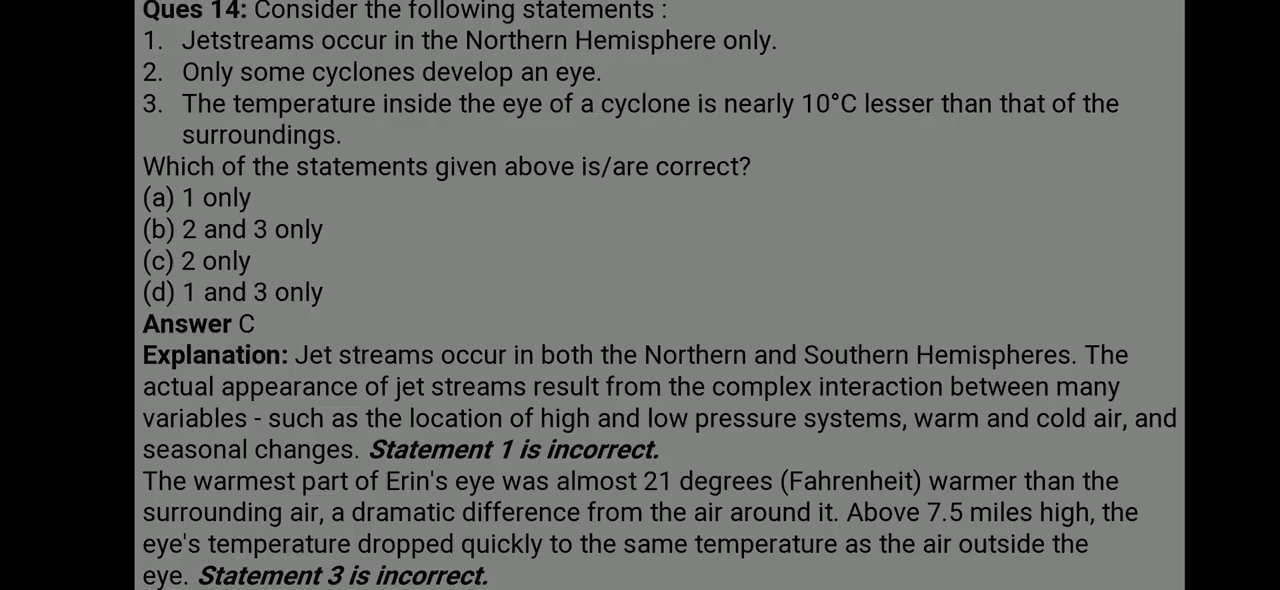 Ques 14: Consider the following statements :
1. Jetstreams occur in the Northern Hemisphere only.
2. Only some cyclones develop an eye.
3. The temperature inside the eye of a cyclone is nearly 10°C lesser than that of the
surroundings.
Which of the statements given above is/are correct?
(a) 1 only
(b) 2 and 3 only
(c) 2 only
(d) 1 and 3 only
Answer C
Explanation: Jet streams occur in both the Northern and Southern Hemispheres. The
actual appearance of jet streams result from the complex interaction between many
variables - such as the location of high and low pressure systems, warm and cold air, and
seasonal changes. Statement 1 is incorrect.
The warmest part of Erin's eye was almost 21 degrees (Fahrenheit) warmer than the
surrounding air, a dramatic difference from the air around it. Above 7.5 miles high, the
eye's temperature dropped quickly to the same temperature as the air outside the
eye. Statement 3 is incorrect.